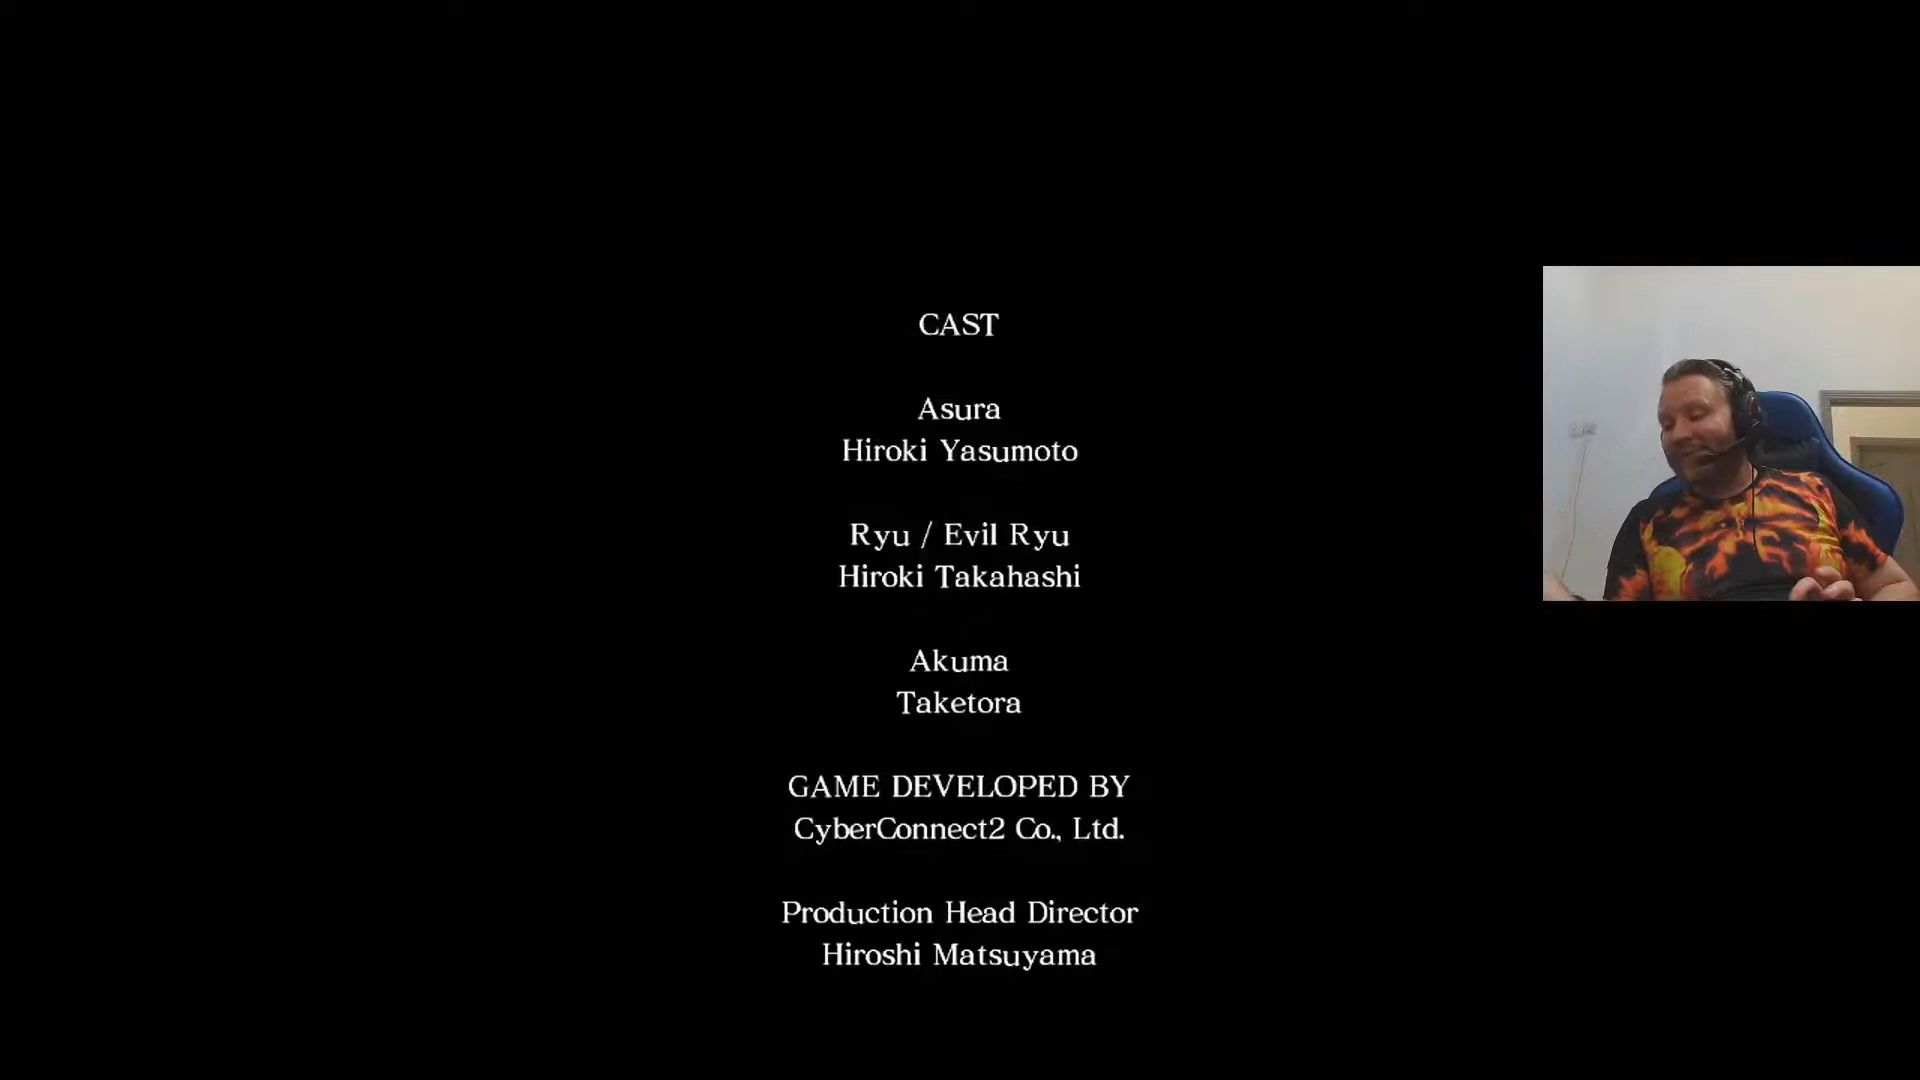 CAST
Asura
Hiroki Yasumoto
Ryu / Evil Ryu
Hiroki Takahashi
Akuma
Taketora
GAME DEVELOPED BY
CyberConnect2 Co., Ltd.
Production Head Director
Hiroshi Matsuyama